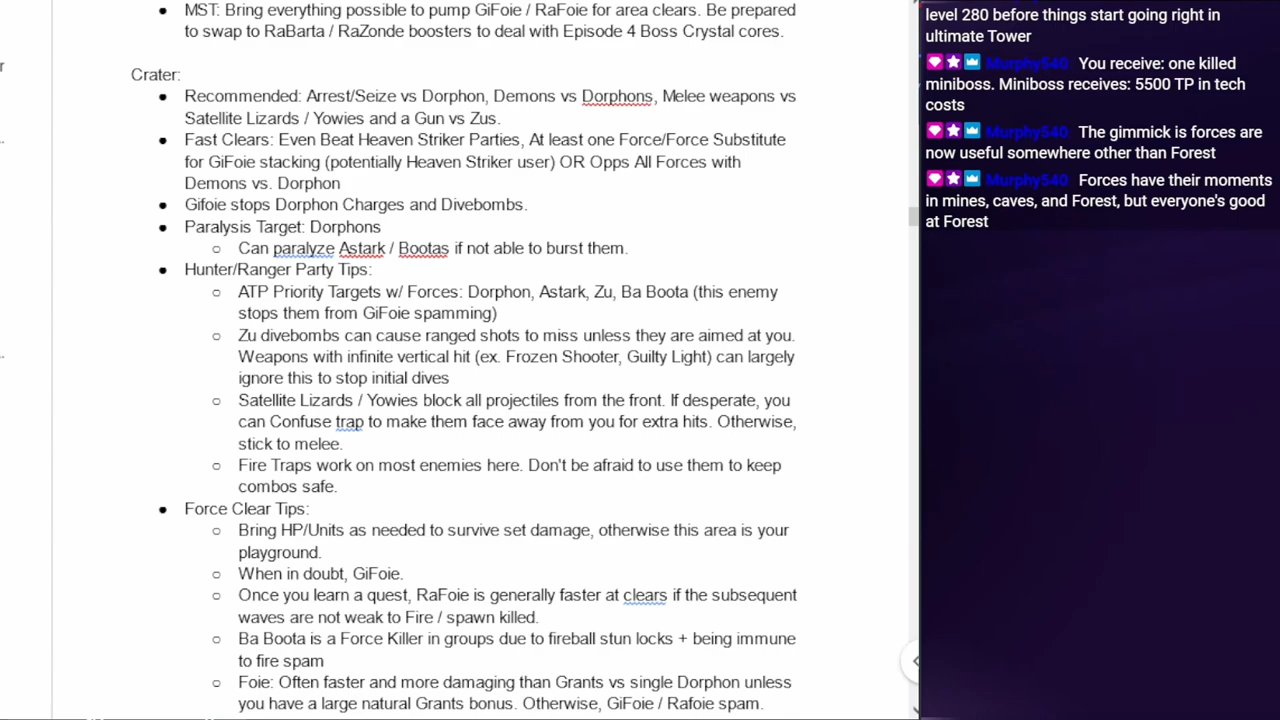 MST: Bring everything possible to pump GiFoie / RaFoie for area clears. Be prepared
to swap to RaBarta / RaZonde boosters to deal with Episode 4 Boss Crystal cores.
Crater:
● Recommended: Arrest/Seize vs Dorphon, Demons vs Dorphons, Melee weapons vs
Satellite Lizards / Yowies and a Gun vs Zus.
● Fast Clears: Even Beat Heaven Striker Parties, At least one Force/Force Substitute
for GiFoie stacking (potentially Heaven Striker user) OR Opps All Forces with
Demons vs. Dorphon
● Gifoie stops Dorphon Charges and Divebombs.
● Paralysis Target: Dorphons
○ Can paralyze Astark / Bootas if not able to burst them.
● Hunter/Ranger Party Tips:
○ ATP Priority Targets w/ Forces: Dorphon, Astark, Zu, Ba Boota (this enemy
stops them from GiFoie spamming)
○ Zu divebombs can cause ranged shots to miss unless they are aimed at you.
Weapons with infinite vertical hit (ex. Frozen Shooter, Guilty Light) can largely
ignore this to stop initial dives
○ Satellite Lizards / Yowies block all projectiles from the front. If desperate, you
can Confuse trap to make them face away from you for extra hits. Otherwise,
stick to melee.
○ Fire Traps work on most enemies here. Don't be afraid to use them to keep
combos safe.
● Force Clear Tips:
○ Bring HP/Units as needed to survive set damage, otherwise this area is your
playground.
○ When in doubt, GiFoie.
○ Once you learn a quest, RaFoie is generally faster at clears if the subsequent
waves are not weak to Fire / spawn killed.
○ Ba Boota is a Force Killer in groups due to fireball stun locks + being immune
to fire spam
○ Foie: Often faster and more damaging than Grants vs single Dorphon unless
you have a large natural Grants bonus. Otherwise, GiFoie / Rafoie spam.
level 280 before things start going right in
ultimate Tower
Murphy540 You receive: one killed
miniboss. Miniboss receives: 5500 TP in tech
costs
Murphy540 The gimmick is forces are
now useful somewhere other than Forest
Murphy540 Forces have their moments
in mines, caves, and Forest, but everyone's good
at Forest